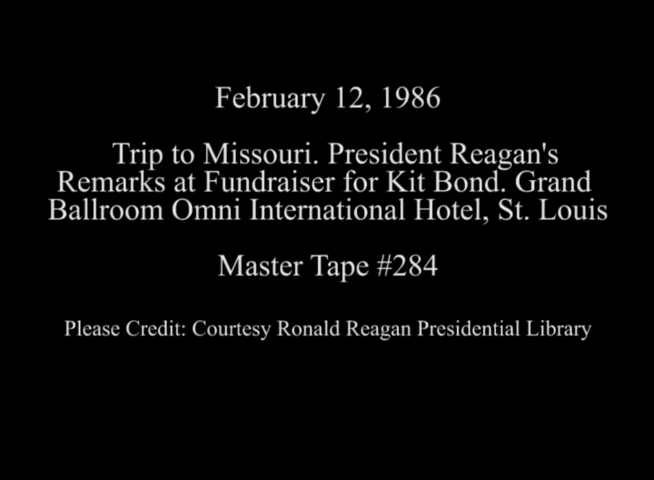 February 12, 1986
Trip to Missouri. President Reagan's
Remarks at Fundraiser for Kit Bond. Grand
Ballroom Omni International Hotel, St. Louis
Master Tape #284
Please Credit: Courtesy Ronald Reagan Presidential Library